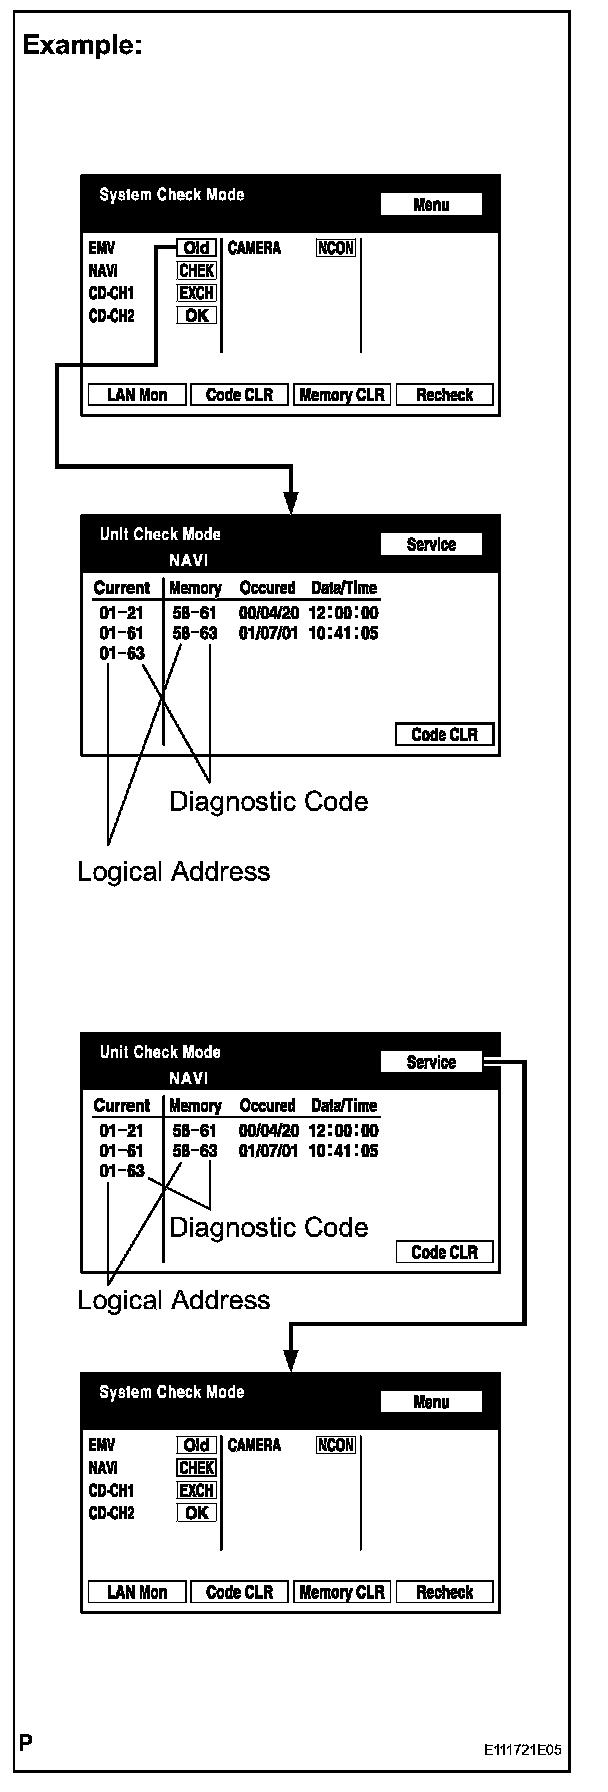 Example:
System Check Mode
Menu
EMV Old CAMERA NCON
NAVI CHEK
CD-CH1 EXCH
CD-CH2 OK
LAN Mon Code CLR Memory CLR Recheck
Unit Check Mode
Service
NAVI
Current Memory Occured Data/Time
01-21 58-61 00/04/20 12:00:00
01-61 58-63 01/07/01 10:41:05
01-63
Code CLR
Diagnostic Code
Logical Address
Unit Check Mode
Service
NAVI
Current Memory Occured Data/Time
01-21 58-61 00/04/20 12:00:00
01-61 58-63 01/07/01 10:41:05
01-63
Diagnostic Code
Code CLR
Logical Address
System Check Mode
Menu
EMV Old CAMERA NCON
NAVI CHEK
CD-CH1 EXCH
CD-CH2 OK
LAN Mon Code CLR Memory CLR Recheck
P
E111721E05